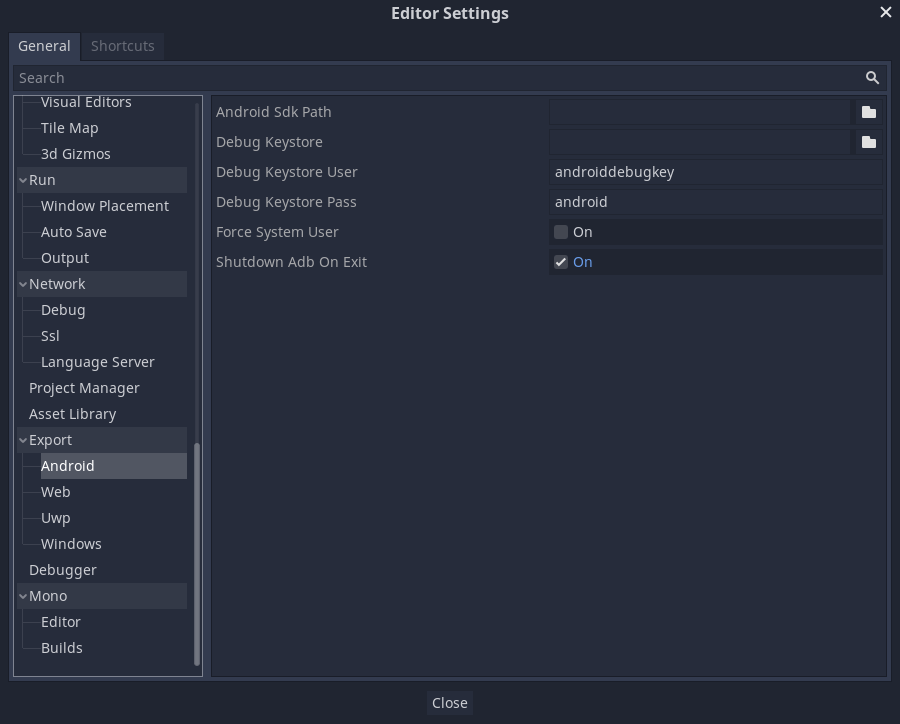 Editor Settings
General
Shortcuts
Search
Visual Editors
Tile Map
3d Gizmos
Run
Window Placement
Auto Save
Output
Network
Debug
Ssl
Language Server
Project Manager
Asset Library
Export
Android
Web
Uwp
Windows
Debugger
Mono
Editor
Builds
Android Sdk Path
Debug Keystore
Debug Keystore User androiddebugkey
Debug Keystore Pass android
Force System User On
Shutdown Adb On Exit On
Close